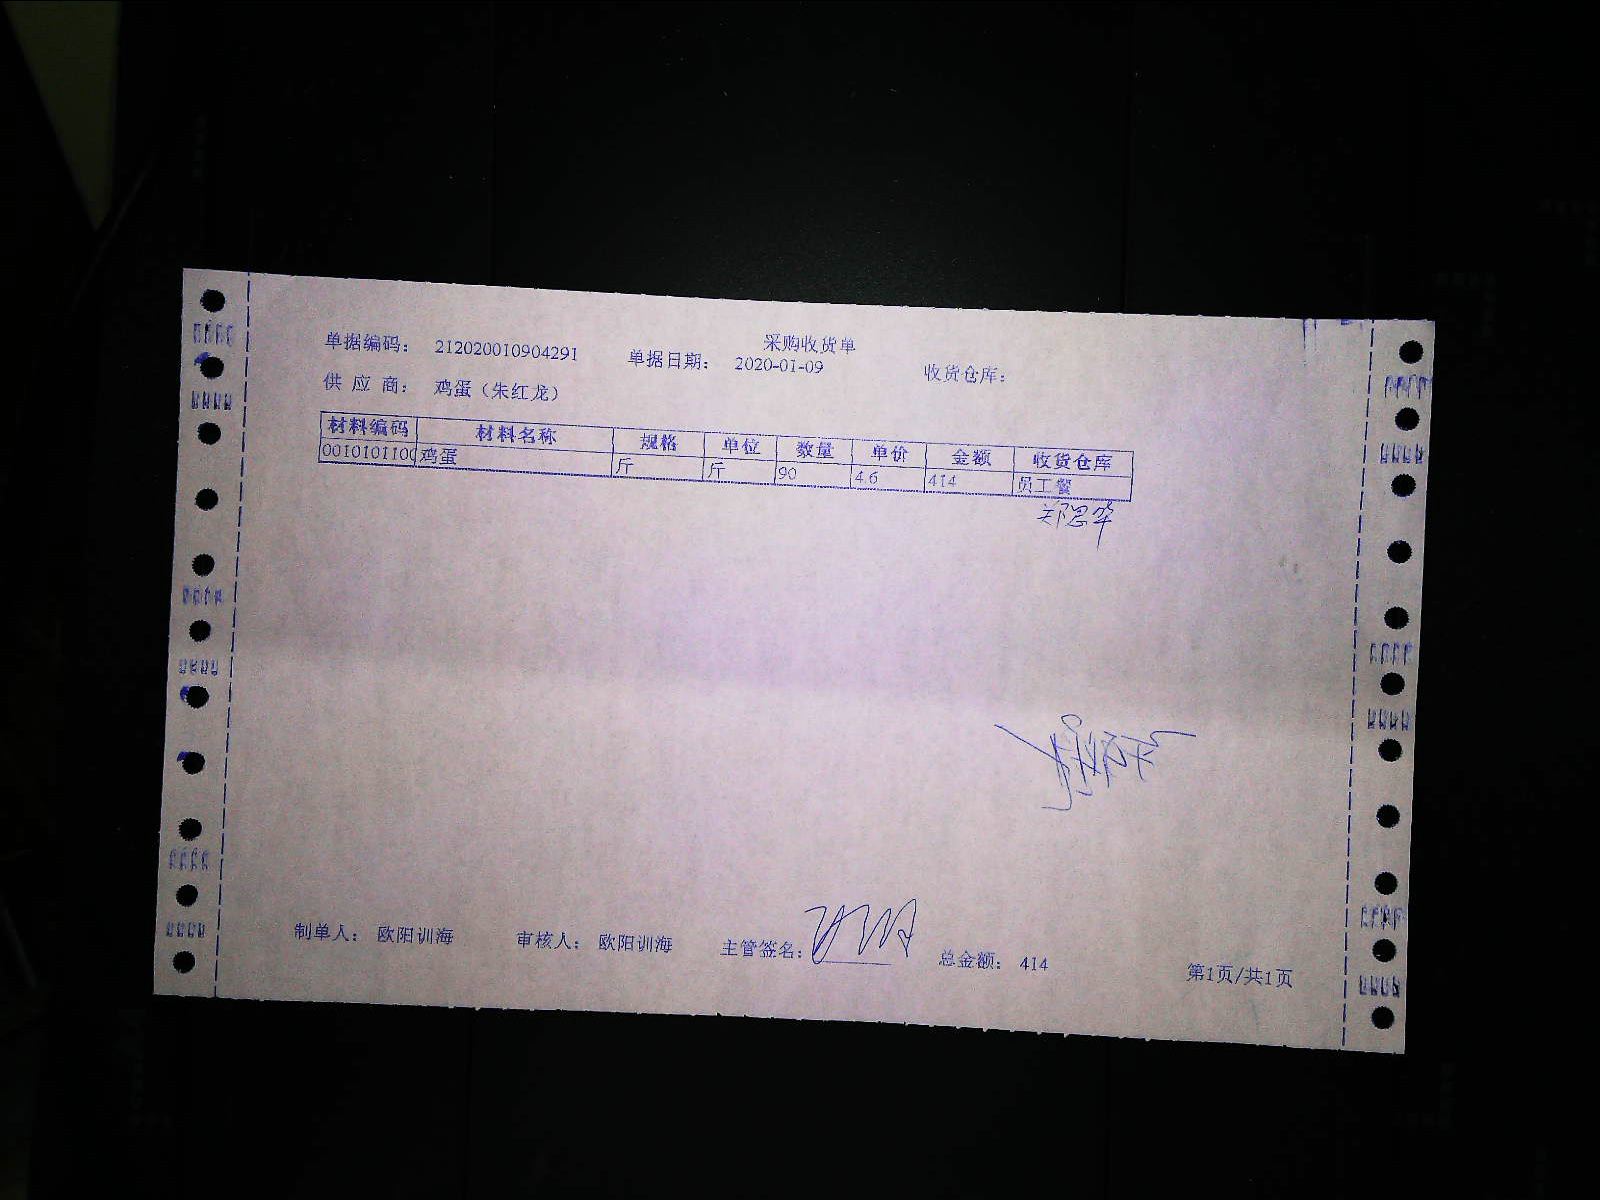 采购收货单
单据编码： 212020010904291 单据日期： 2020-01-09 收货仓库：
供 应 商： 鸡蛋（朱红龙）
材料编码 材料名称 规格 单位 数量 单价 金额 收货仓库
0010101100 鸡蛋 斤 斤 90 4.6 414 员工餐
郑思华
制单人： 欧阳训海 审核人： 欧阳训海 主管签名： 总金额： 414
第1页/共1页